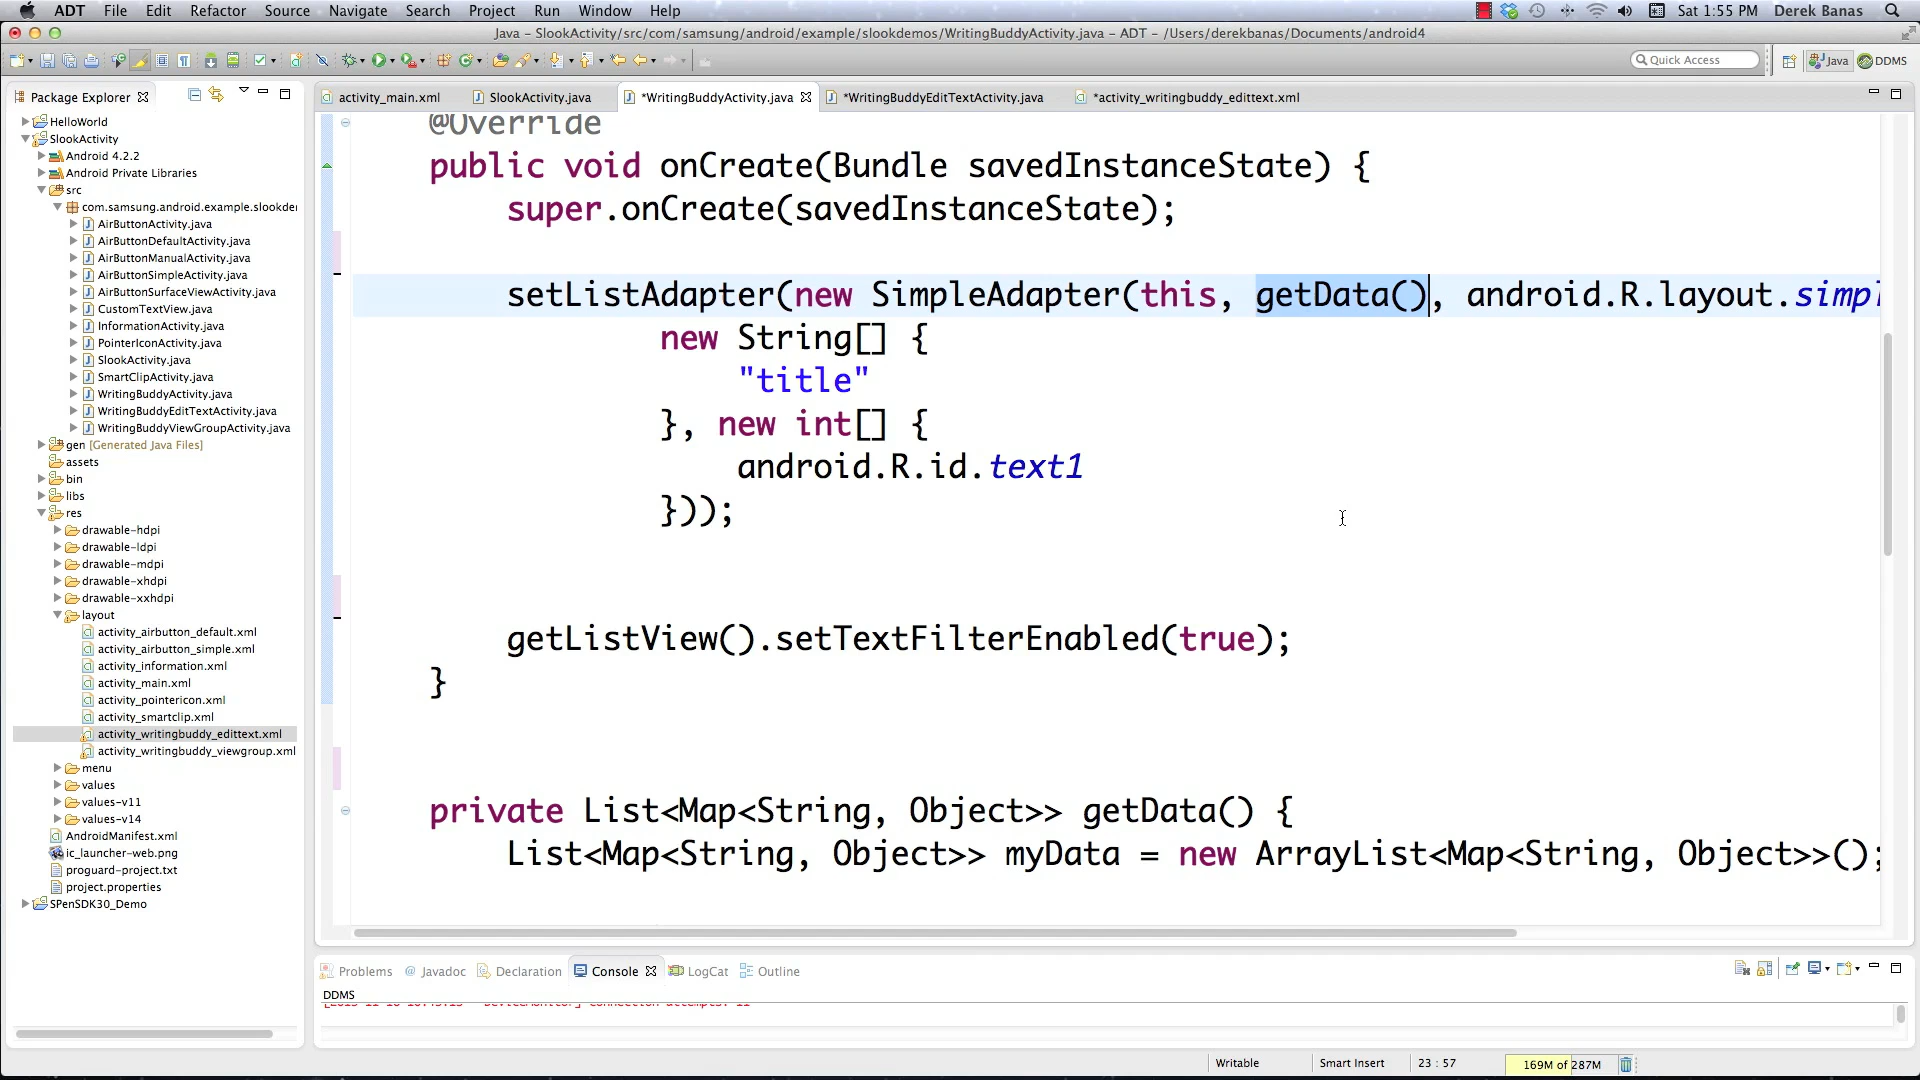 ADT File Edit Refactor Source Navigate Search Project Run Window Help Sat 1:55 PM Derek Banas
Java – SlookActivity/src/com/samsung/android/example/slookdemos/WritingBuddyActivity.java – ADT – /Users/derekbanas/Documents/android4
Quick Access Java DDMS
Package Explorer
HelloWorld
SlookActivity
Android 4.2.2
Android Private Libraries
src
com.samsung.android.example.slookder
AirButtonActivity.java
AirButtonDefaultActivity.java
AirButtonManualActivity.java
AirButtonSimpleActivity.java
AirButtonSurfaceViewActivity.java
CustomTextView.java
InformationActivity.java
PointerIconActivity.java
SlookActivity.java
SmartClipActivity.java
WritingBuddyActivity.java
WritingBuddyEditTextActivity.java
WritingBuddyViewGroupActivity.java
gen [Generated Java Files]
assets
bin
libs
res
drawable-hdpi
drawable-ldpi
drawable-mdpi
drawable-xhdpi
drawable-xxhdpi
layout
activity_airbutton_default.xml
activity_airbutton_simple.xml
activity_information.xml
activity_main.xml
activity_pointericon.xml
activity_smartclip.xml
activity_writingbuddy_edittext.xml
activity_writingbuddy_viewgroup.xml
menu
values
values-v11
values-v14
AndroidManifest.xml
ic_launcher-web.png
proguard-project.txt
project.properties
SPenSDK30_Demo
activity_main.xml SlookActivity.java *WritingBuddyActivity.java *WritingBuddyEditTextActivity.java *activity_writingbuddy_edittext.xml
@Override
public void onCreate(Bundle savedInstanceState) {
super.onCreate(savedInstanceState);
setListAdapter(new SimpleAdapter(this, getData(), android.R.layout.simpl
new String[] {
"title"
}, new int[] {
android.R.id.text1
}));
getListView().setTextFilterEnabled(true);
}
private List<Map<String, Object>> getData() {
List<Map<String, Object>> myData = new ArrayList<Map<String, Object>>();
Problems Javadoc Declaration Console LogCat Outline
DDMS
Writable Smart Insert 23 : 57 169M of 287M